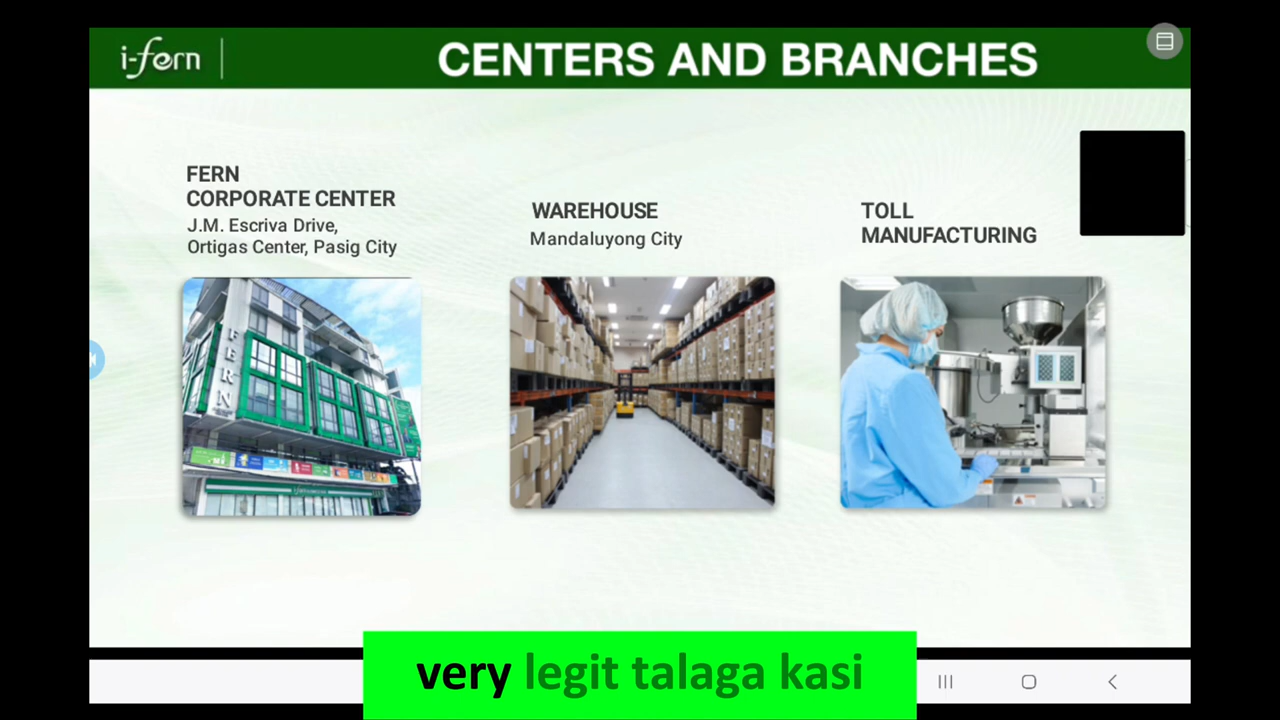 i-fern
CENTERS AND BRANCHES
FERN
CORPORATE CENTER
J.M. Escriva Drive,
Ortigas Center, Pasig City
WAREHOUSE
Mandaluyong City
TOLL
MANUFACTURING
FERN
very legit talaga kasi